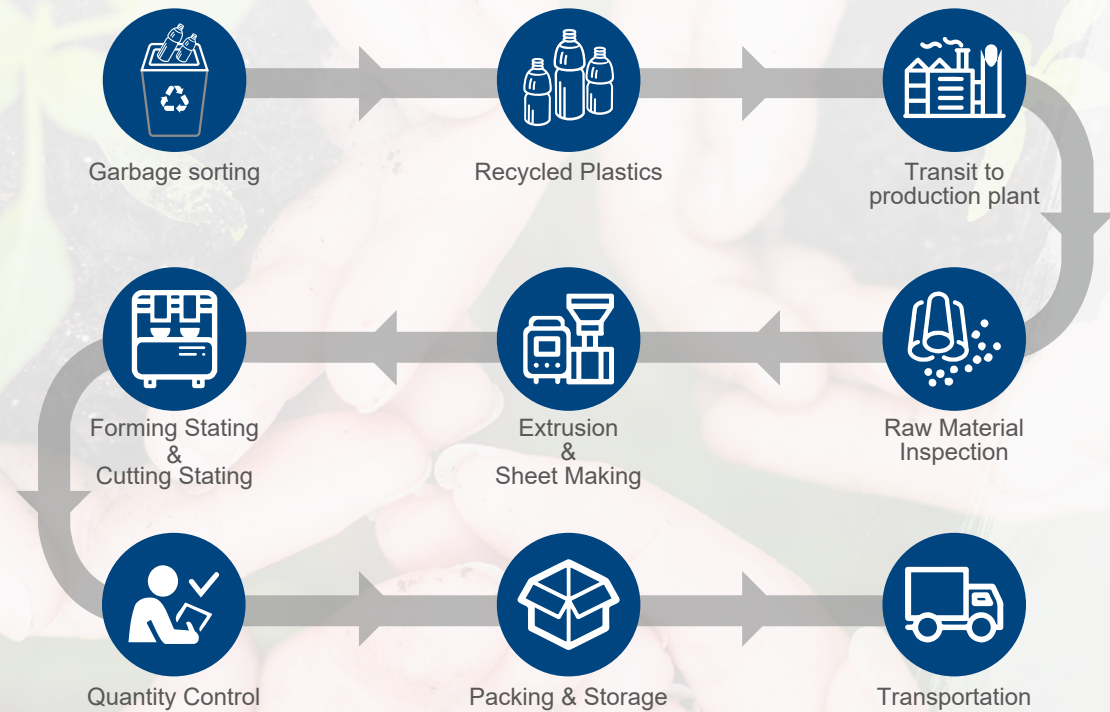 Garbage sorting
Recycled Plastics
Transit to
production plant
Raw Material
Inspection
Extrusion
&
Sheet Making
Forming Stating
&
Cutting Stating
Quantity Control
Packing & Storage
Transportation